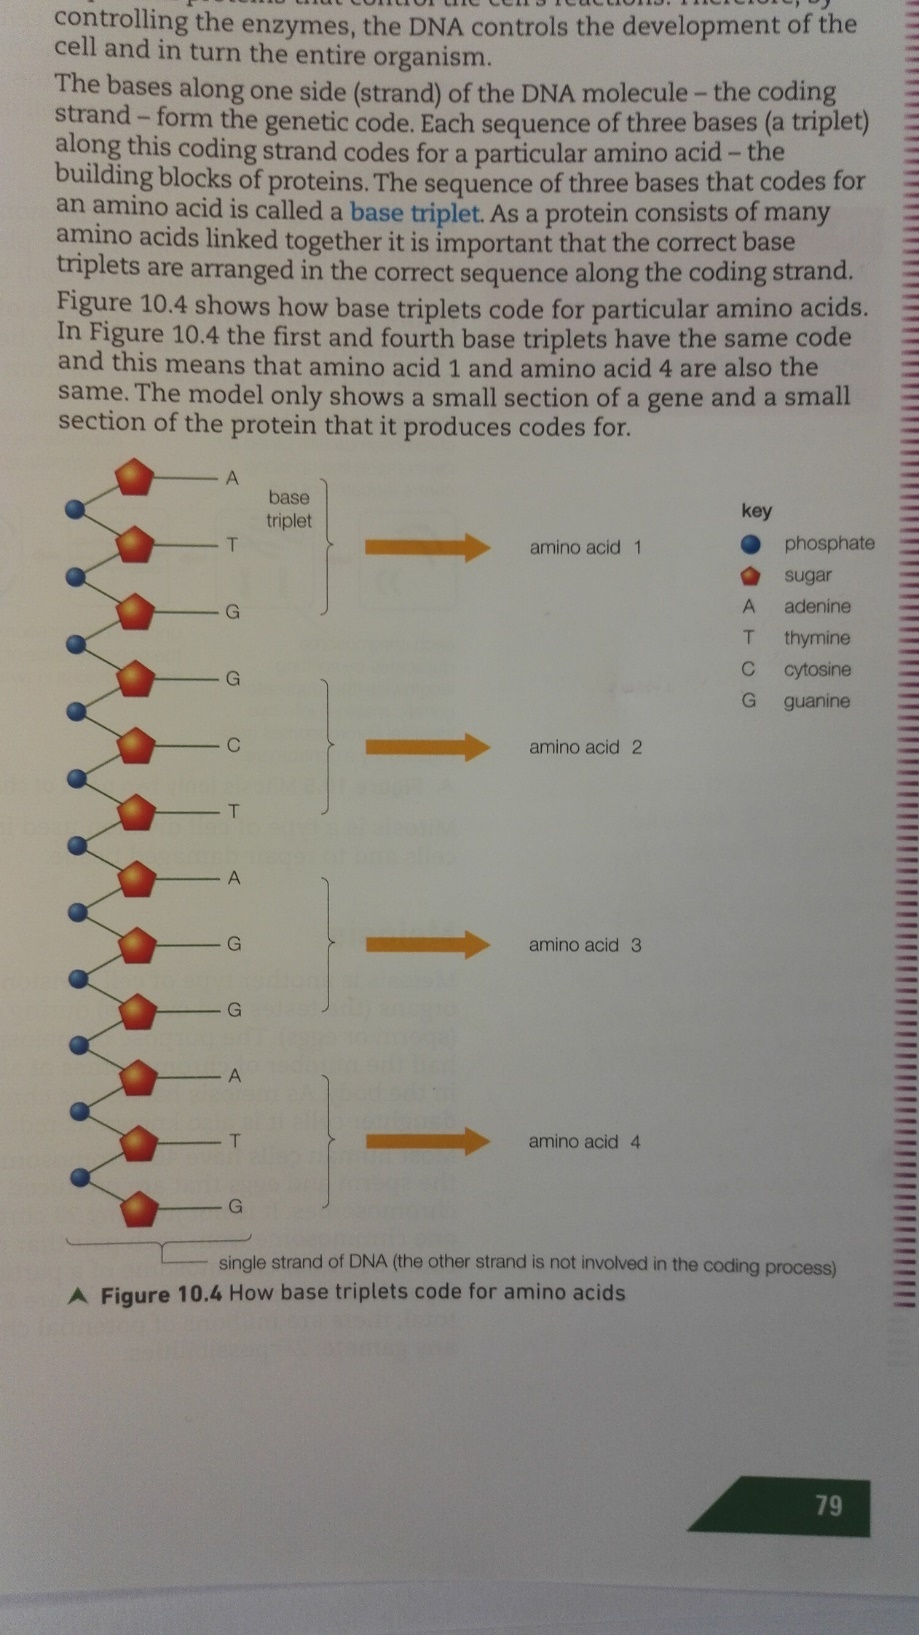 controlling the enzymes, the DNA controls the development of the
cell and in turn the entire organism.
The bases along one side (strand) of the DNA molecule – the coding
strand – form the genetic code. Each sequence of three bases (a triplet)
along this coding strand codes for a particular amino acid – the
building blocks of proteins. The sequence of three bases that codes for
an amino acid is called a base triplet. As a protein consists of many
amino acids linked together it is important that the correct base
triplets are arranged in the correct sequence along the coding strand.
Figure 10.4 shows how base triplets code for particular amino acids.
In Figure 10.4 the first and fourth base triplets have the same code
and this means that amino acid 1 and amino acid 4 are also the
same. The model only shows a small section of a gene and a small
section of the protein that it produces codes for.
A
base
triplet
T
amino acid 1
G
G
C
amino acid 2
T
A
G
amino acid 3
G
A
T
amino acid 4
G
key
phosphate
sugar
A adenine
T thymine
C cytosine
G guanine
single strand of DNA (the other strand is not involved in the coding process)
Figure 10.4 How base triplets code for amino acids
79